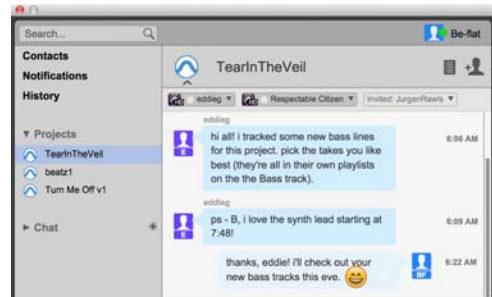 Search...
Be-flat
Contacts
Notifications
History
▼ Projects
TearInTheVeil
beatz1
Turn Me Off v1
► Chat
TearInTheVeil
eddieg ▼
Respectable Citizen ▼
Invited: JurgenRawls ▼
eddieg
hi all! i tracked some new bass lines
for this project. pick the takes you like
best (they're all in their own playlists
on the the Bass track).
6:06 AM
E
eddieg
ps - B, i love the synth lead starting at
7:48!
6:09 AM
E
thanks, eddie! i'll check out your
new bass tracks this eve.
BF
6:22 AM